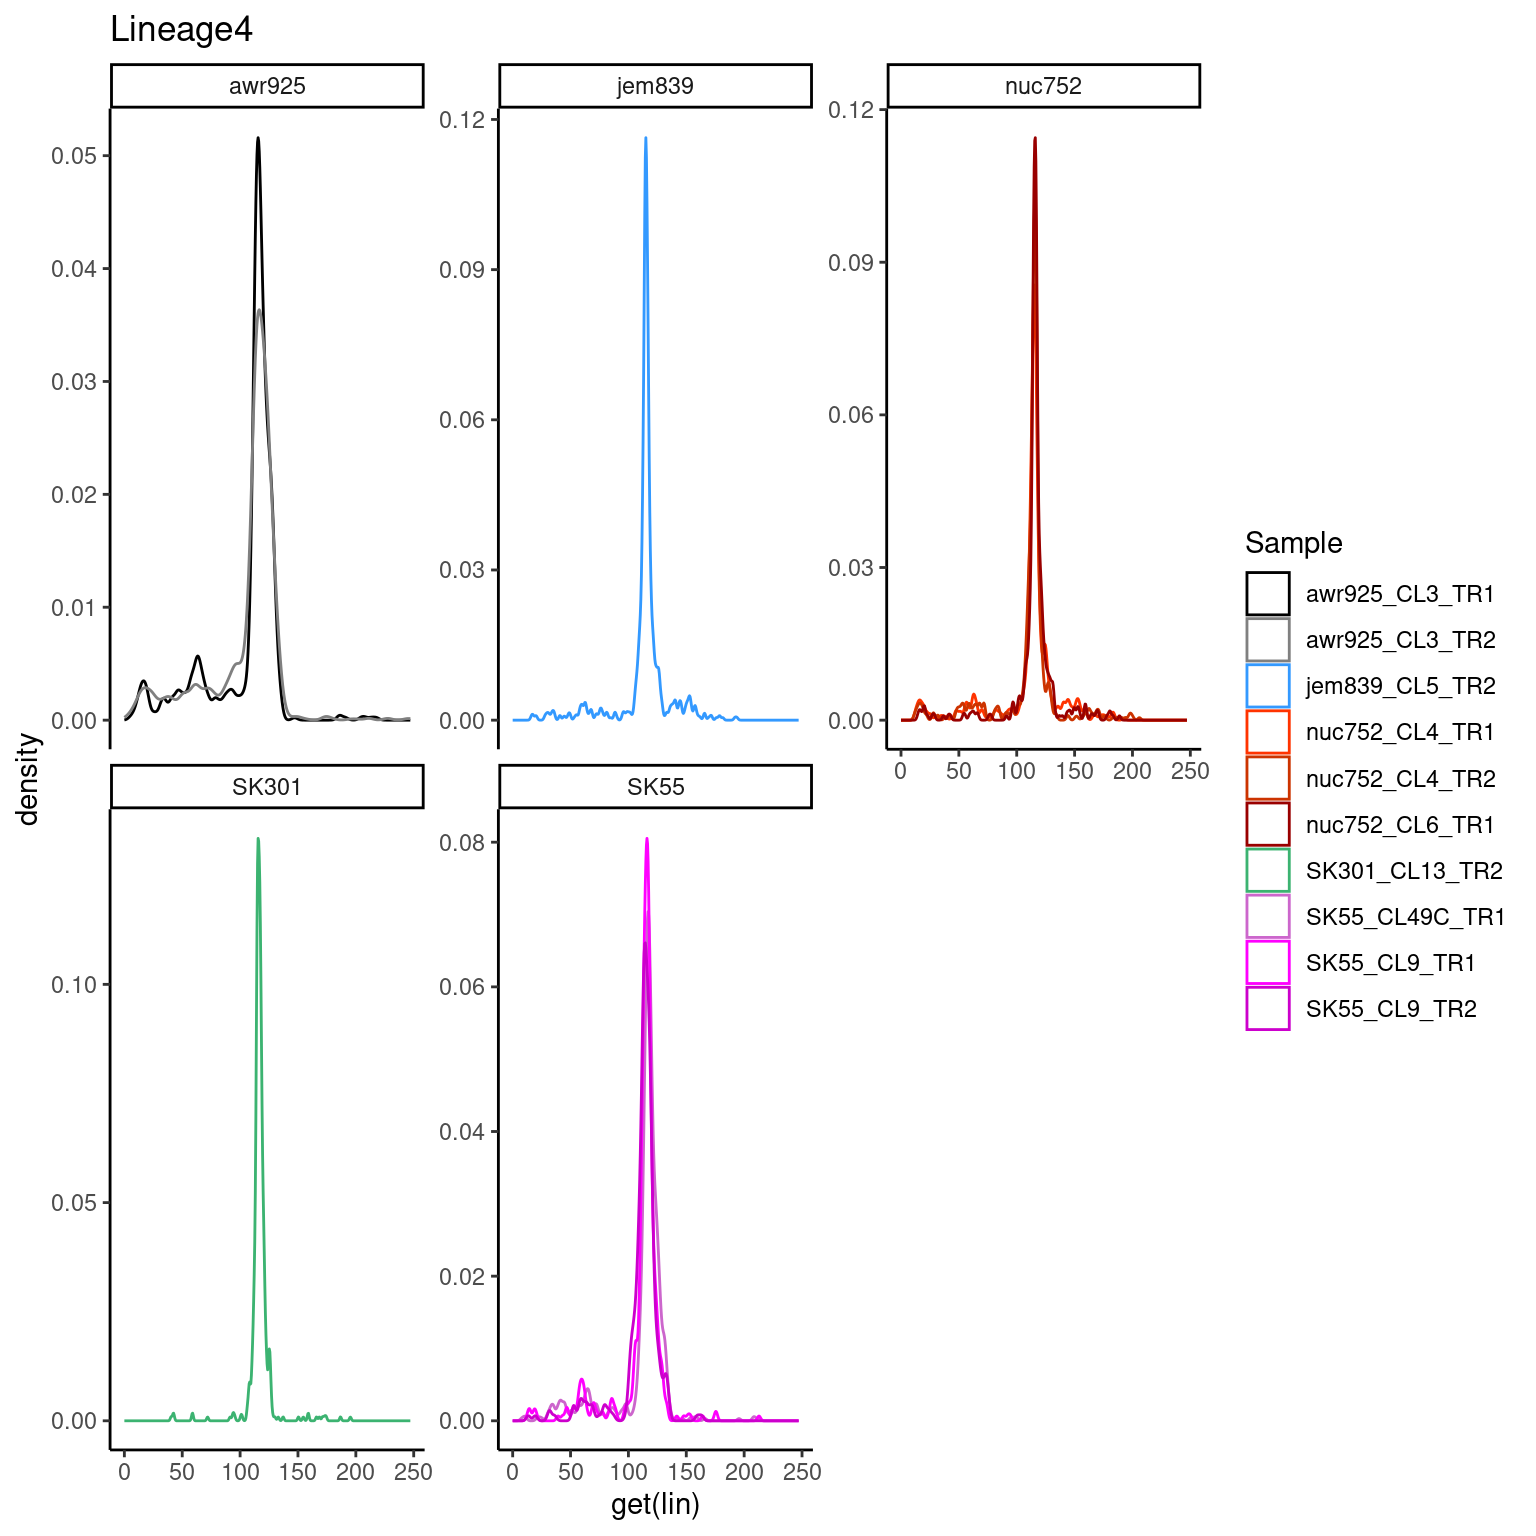 Lineage4
awr925
jem839
nuc752
0.05
0.04
0.03
0.02
0.01
0.00
0.12
0.09
0.06
0.03
0.00
0.12
0.09
0.06
0.03
0.00
0 50 100 150 200 250
density
SK301
SK55
0.10
0.05
0.00
0.08
0.06
0.04
0.02
0.00
0 50 100 150 200 250
0 50 100 150 200 250
get(lin)
Sample
awr925_CL3_TR1
awr925_CL3_TR2
jem839_CL5_TR2
nuc752_CL4_TR1
nuc752_CL4_TR2
nuc752_CL6_TR1
SK301_CL13_TR2
SK55_CL49C_TR1
SK55_CL9_TR1
SK55_CL9_TR2